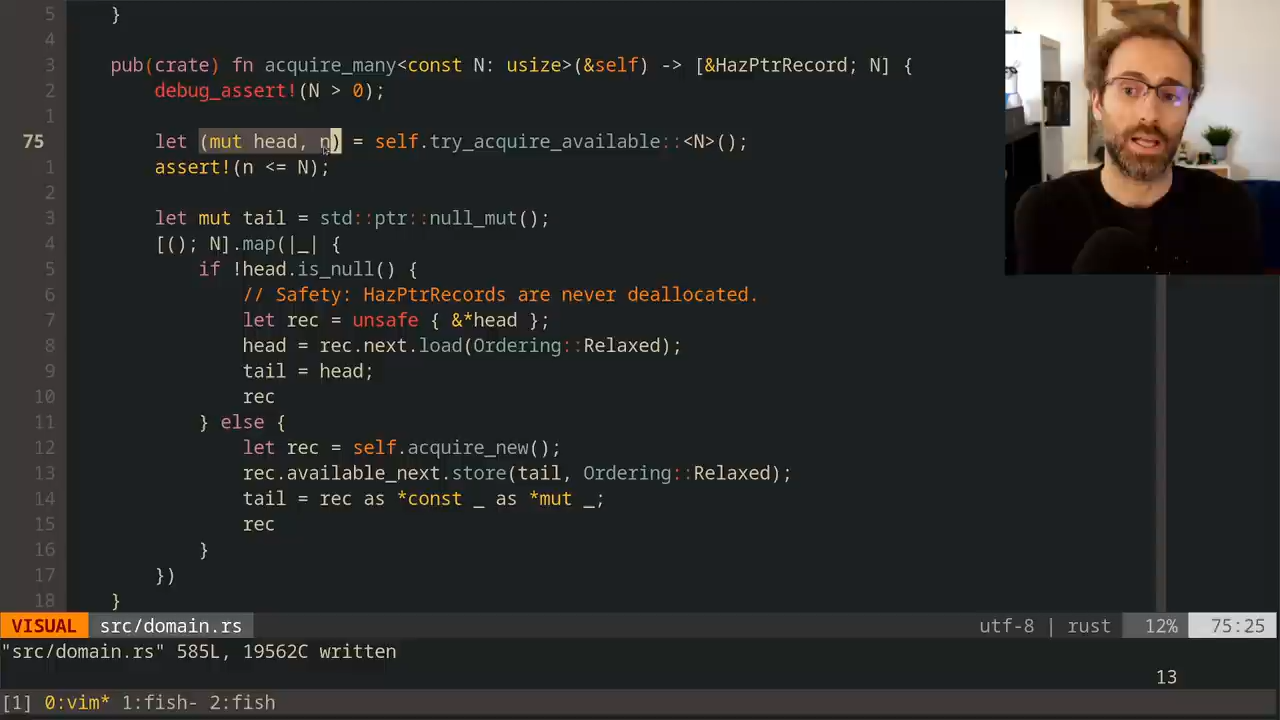 5 }
4
3 pub(crate) fn acquire_many<const N: usize>(&self) -> [&HazPtrRecord; N] {
2 debug_assert!(N > 0);
1
75 let (mut head, n) = self.try_acquire_available::<N>();
1 assert!(n <= N);
2
3 let mut tail = std::ptr::null_mut();
4 [(); N].map(|_| {
5 if !head.is_null() {
6 // Safety: HazPtrRecords are never deallocated.
7 let rec = unsafe { &*head };
8 head = rec.next.load(Ordering::Relaxed);
9 tail = head;
10 rec
11 } else {
12 let rec = self.acquire_new();
13 rec.available_next.store(tail, Ordering::Relaxed);
14 tail = rec as *const _ as *mut _;
15 rec
16 }
17 })
18 }
VISUAL src/domain.rs utf-8 | rust 12% 75:25
"src/domain.rs" 585L, 19562C written
13
[1] 0:vim* 1:fish- 2:fish